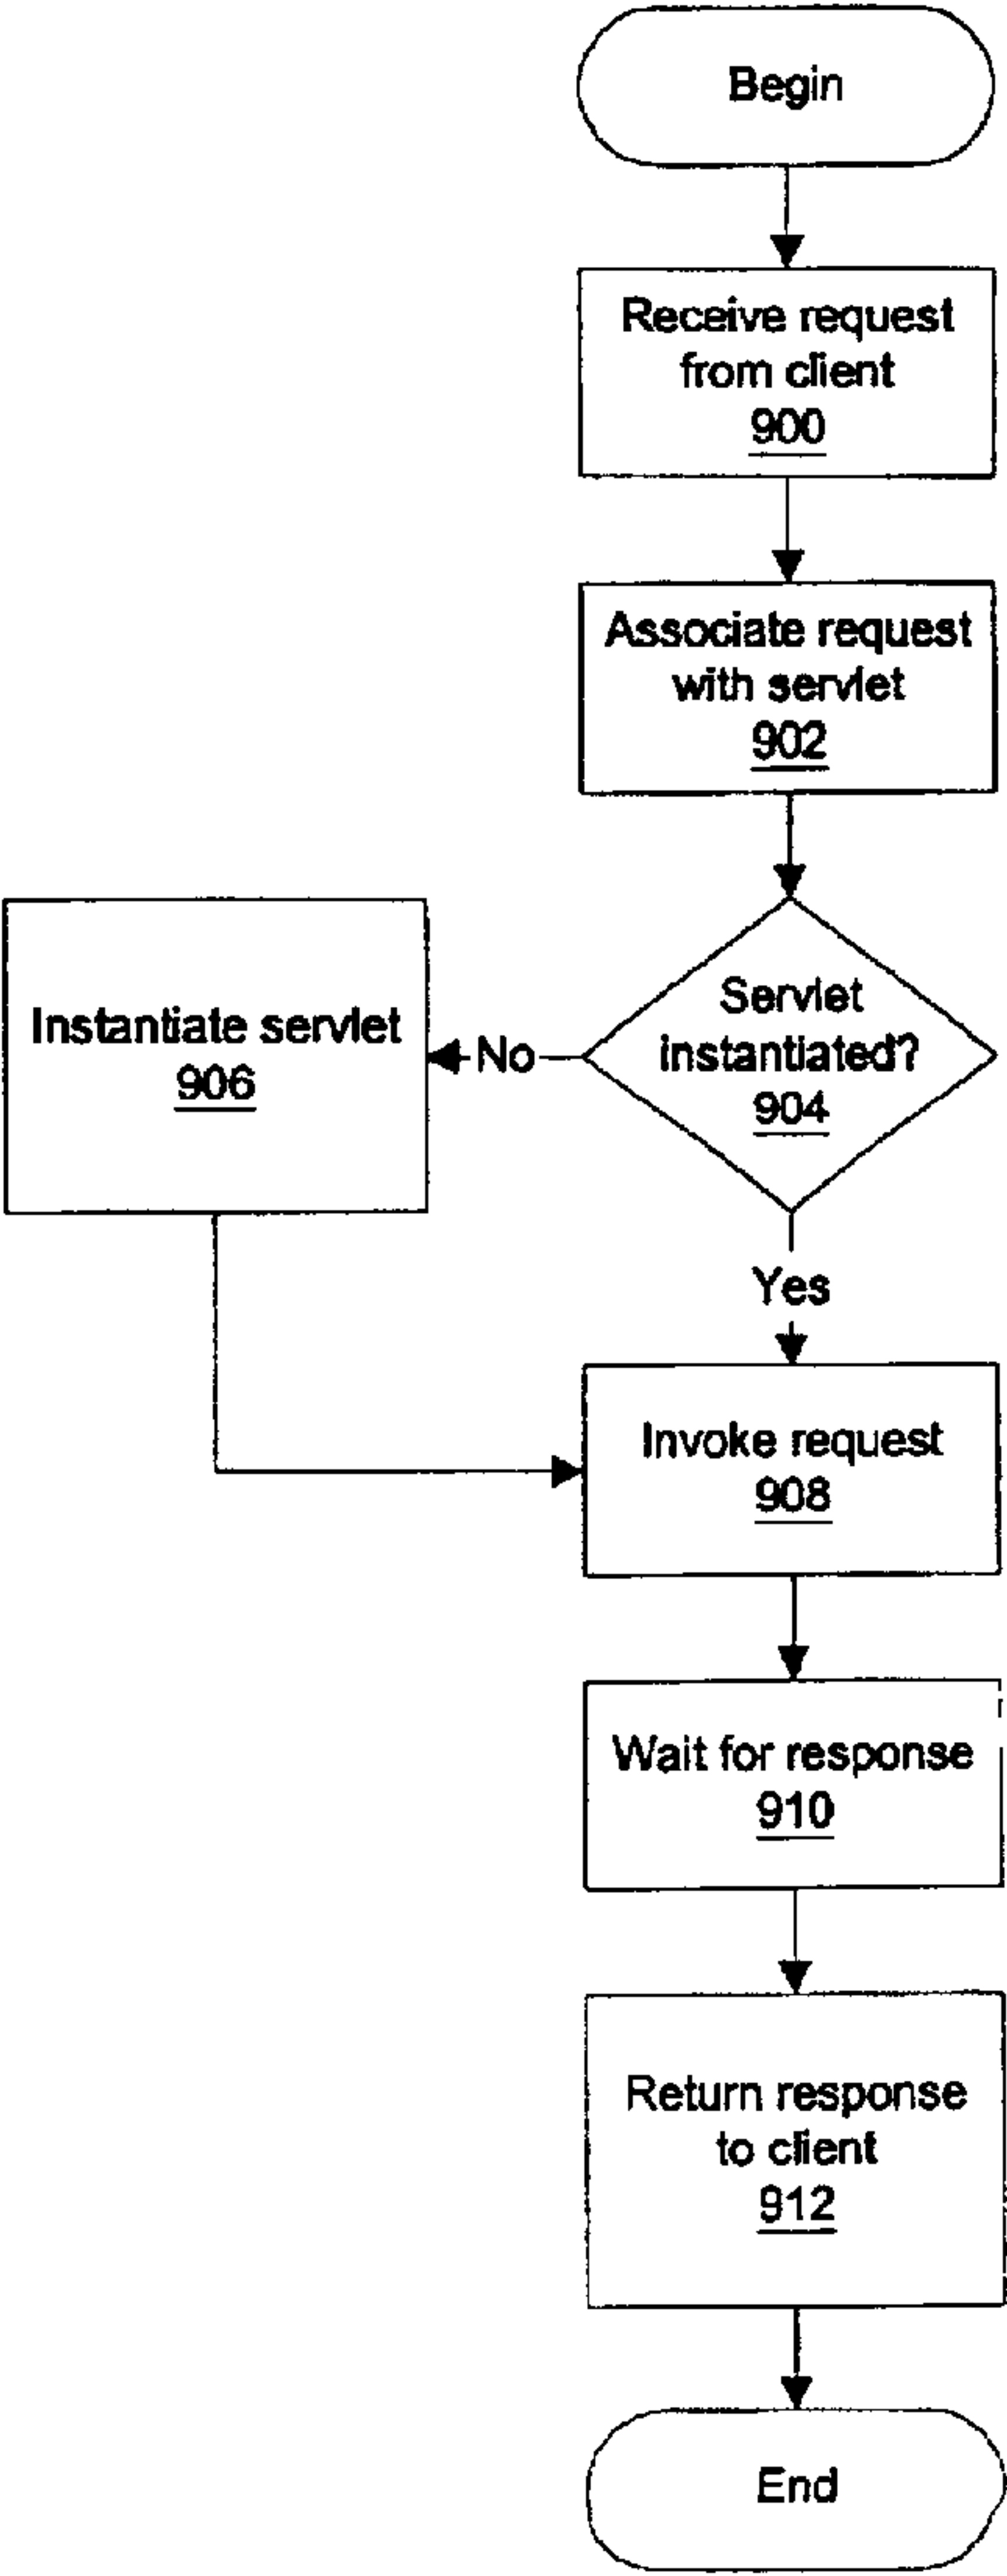 Begin
Receive request
from client
900
Associate request
with servlet
902
Servlet
instantiated?
904
No
Instantiate servlet
906
Yes
Invoke request
908
Wait for response
910
Return response
to client
912
End